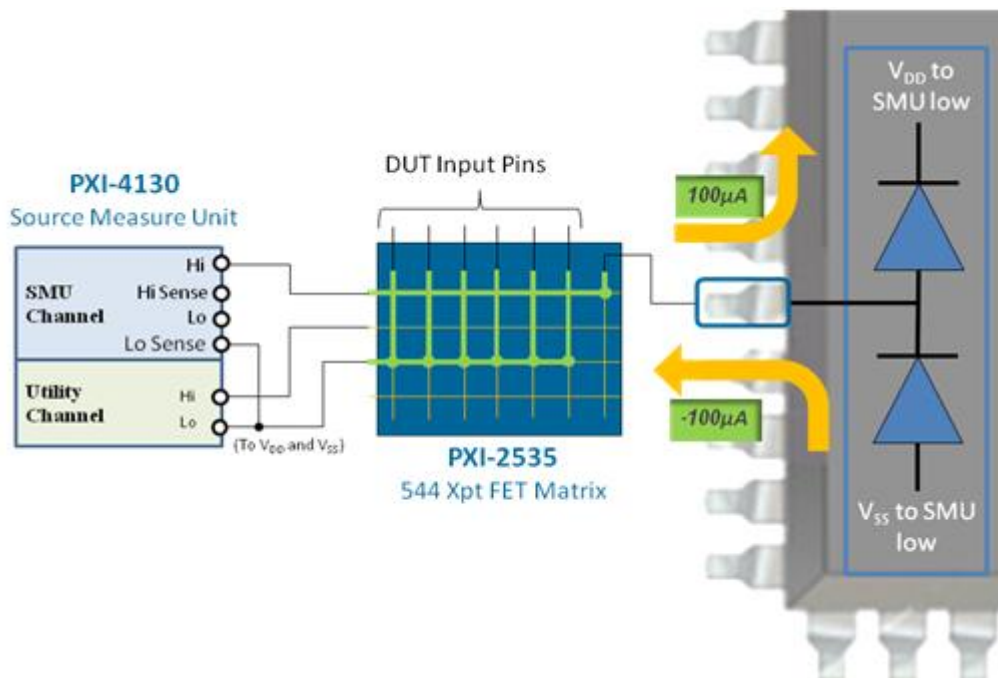 PXI-4130
Source Measure Unit
SMU
Channel
Hi
Hi Sense
Lo
Lo Sense
Utility
Channel
Hi
Lo
(To VDD and VSS)
DUT Input Pins
PXI-2535
544 Xpt FET Matrix
100µA
-100µA
VDD to
SMU low
VSS to SMU
low